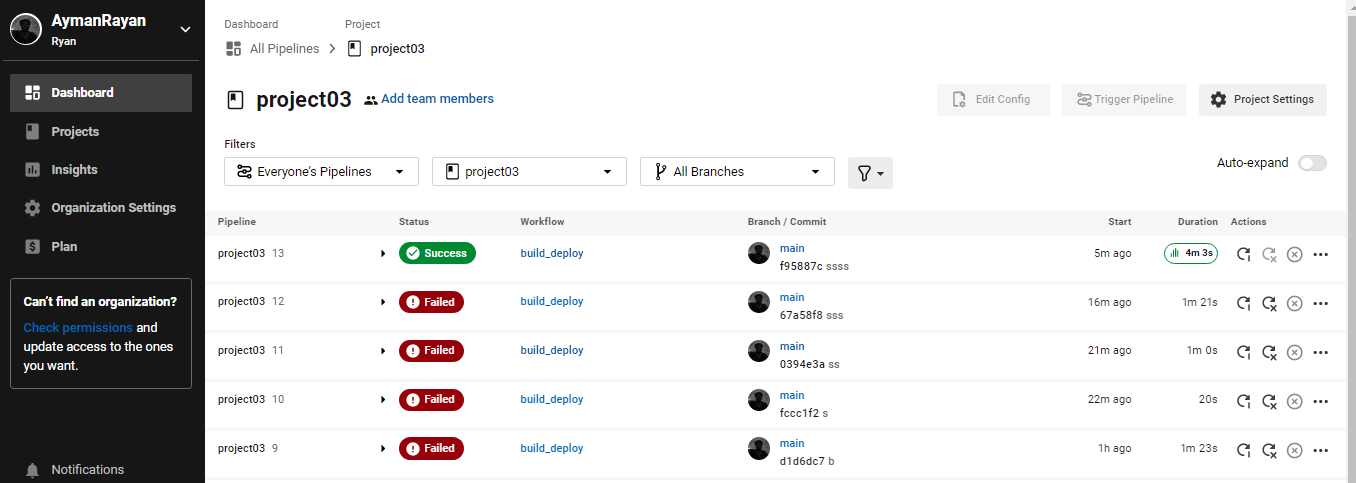 AymanRayan
Ryan
Dashboard
Projects
Insights
Organization Settings
Plan
Can't find an organization?
Check permissions and
update access to the ones
you want.
Notifications
Dashboard Project
All Pipelines project03
project03 Add team members Edit Config Trigger Pipeline Project Settings
Filters
Everyone's Pipelines project03 All Branches Auto-expand
Pipeline Status Workflow Branch / Commit Start Duration Actions
project03 13 Success build_deploy main 5m ago 4m 3s
f95887c ssss
project03 12 Failed build_deploy main 16m ago 1m 21s
67a58f8 sss
project03 11 Failed build_deploy main 21m ago 1m 0s
0394e3a ss
project03 10 Failed build_deploy main 22m ago 20s
fccc1f2 s
project03 9 Failed build_deploy main 1h ago 1m 23s
d1d6dc7 b